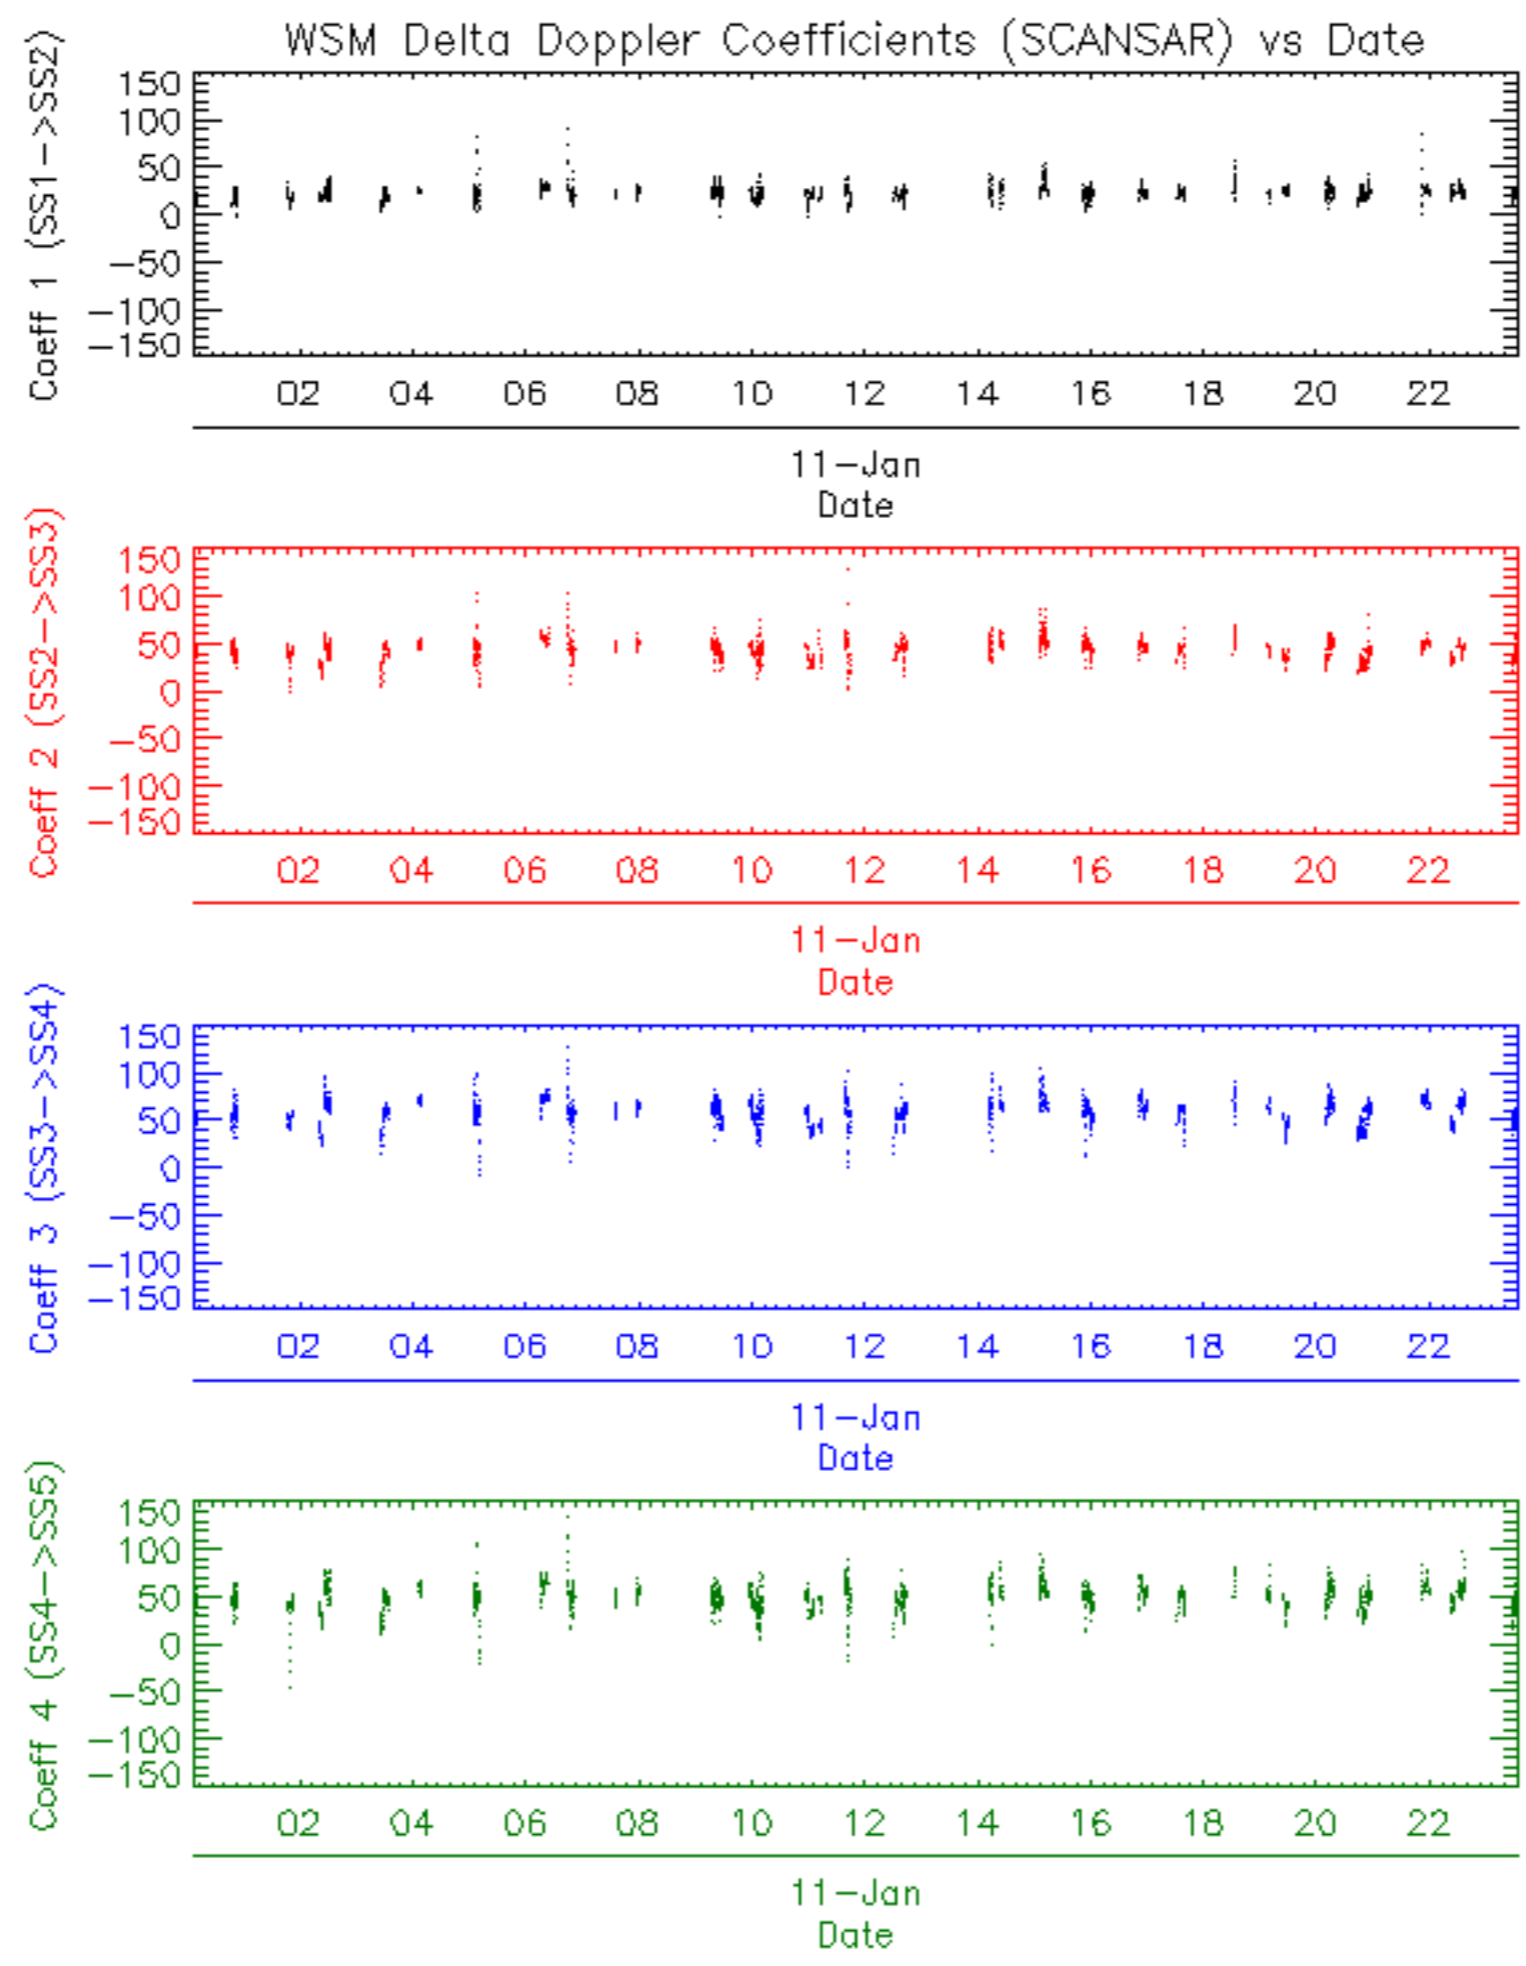 WSM Delta Doppler Coefficients (SCANSAR) vs Date
Coeff 1 (SS1->SS2)
150
100
50
0
-50
-100
-150
02 04 06 08 10 12 14 16 18 20 22
11-Jan
Date
Coeff 2 (SS2->SS3)
150
100
50
0
-50
-100
-150
02 04 06 08 10 12 14 16 18 20 22
11-Jan
Date
Coeff 3 (SS3->SS4)
150
100
50
0
-50
-100
-150
02 04 06 08 10 12 14 16 18 20 22
11-Jan
Date
Coeff 4 (SS4->SS5)
150
100
50
0
-50
-100
-150
02 04 06 08 10 12 14 16 18 20 22
11-Jan
Date